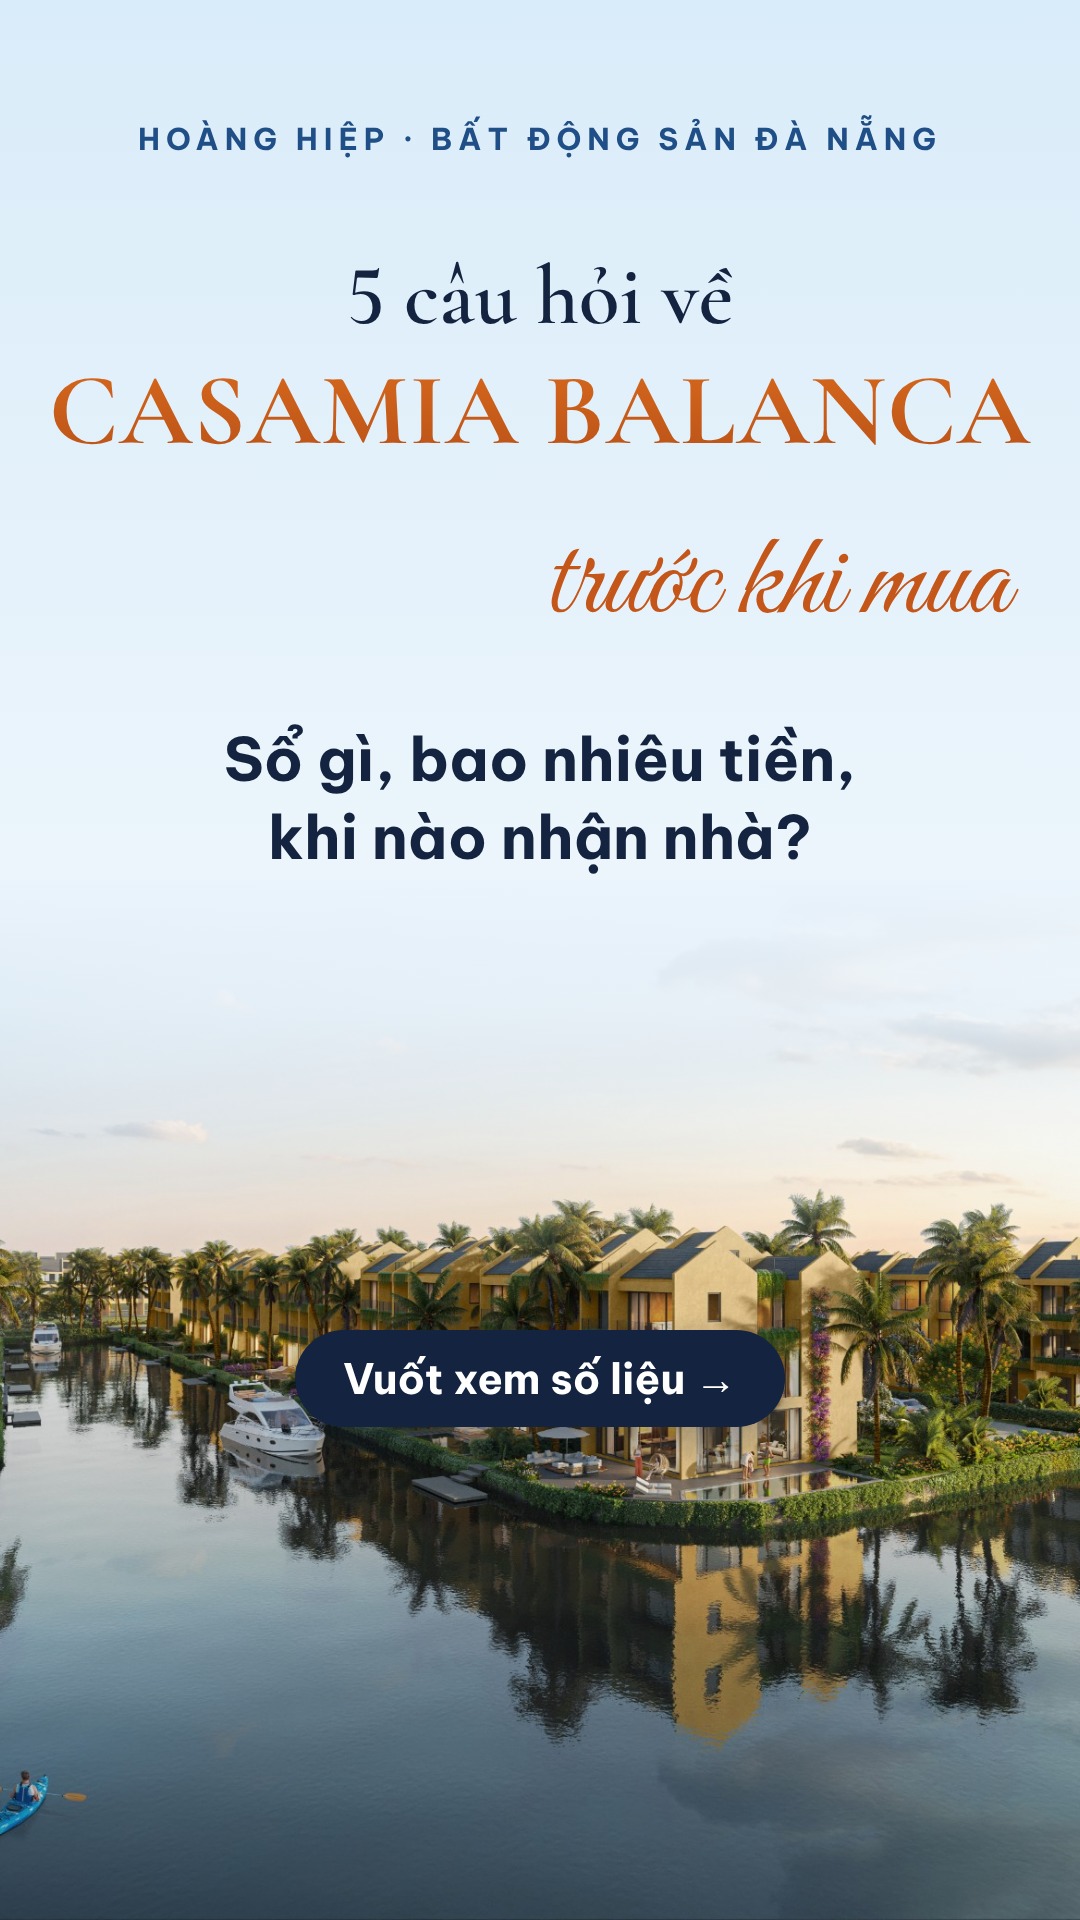 HOÀNG HIỆP · BẤT ĐỘNG SẢN ĐÀ NẴNG
5 câu hỏi về
CASAMIA BALANCA
trước khi mua
Sổ gì, bao nhiêu tiền,
khi nào nhận nhà?
Vuốt xem số liệu →